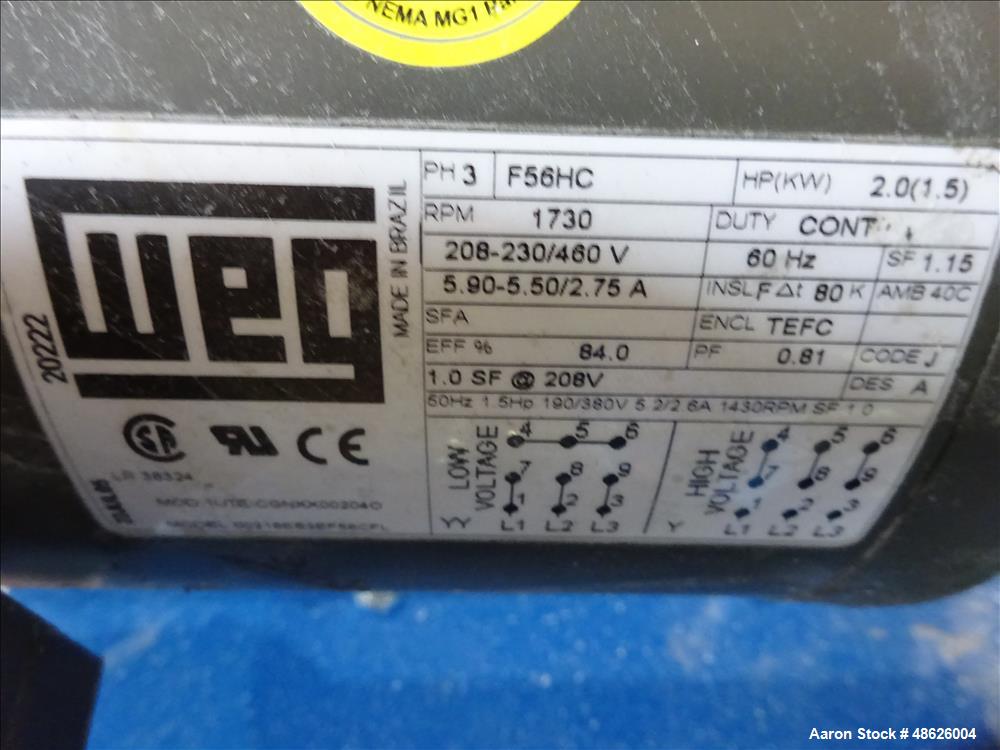 NEMA MG1 Pa
PH 3 F56HC HP(KW) 2.0(1.5)
RPM 1730 DUTY CONT.
208-230/460 V 60 Hz SF 1.15
5.90-5.50/2.75 A INSL F Δt 80 K AMB 40C
SFA ENCL TEFC
EFF % 84.0 PF 0.81 CODE J
1.0 SF @ 208V DES A
50Hz 1.5Hp 190/380V 5.2/2.6A 1430RPM SF 1.0
weg
MADE IN BRAZIL
20222
SA UR CE
LR 38324
LOW VOLTAGE
4 5 6
7 8 9
1 2 3
YY L1 L2 L3
HIGH VOLTAGE
4 5 6
7 8 9
1 2 3
Y L1 L2 L3
Aaron Stock # 48626004